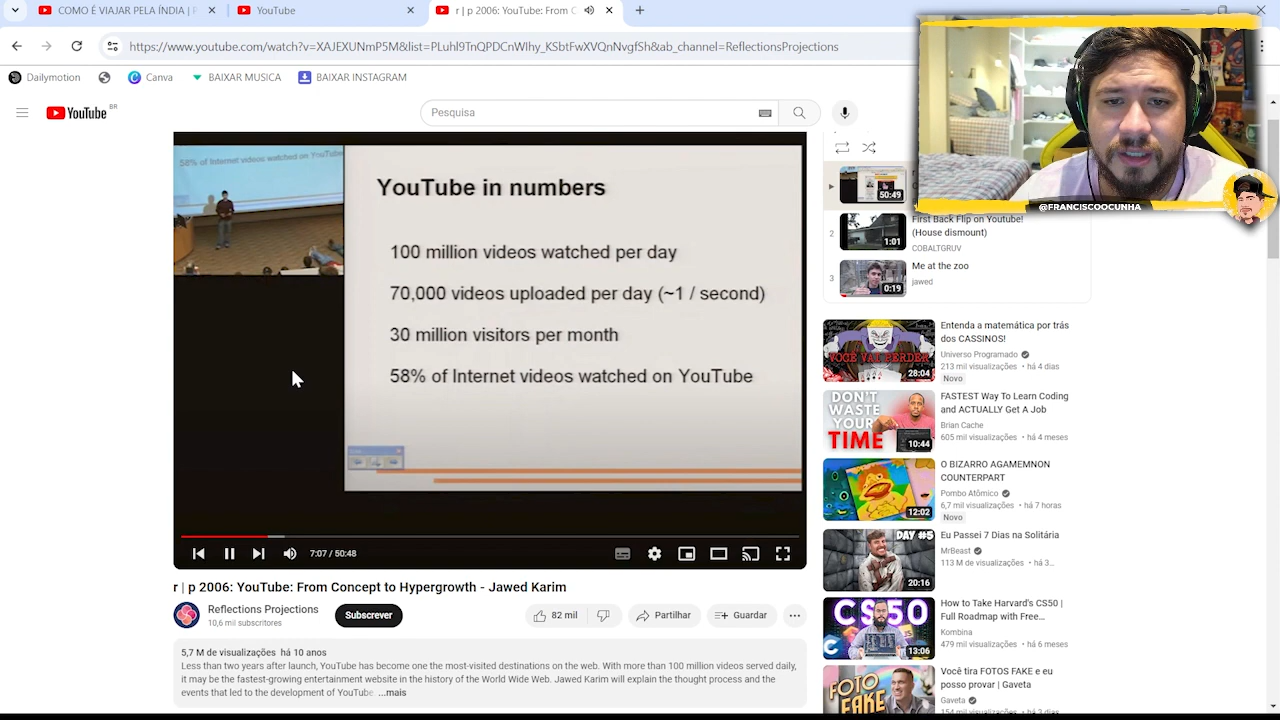 COMO É VIAJAR PELA ÍNDIA | P
YouTube
r | p 2006: YouTube: From C
https://www.youtube.com/watch?v=XAJEXUNmP5M&list=PLuhl9TnQPDCnWIhy_KSbtFwXVQnNvgfSh&ab_channel=ReflectionsProjections
Dailymotion
Canva
BAIXAR MUSICA
BAIXAR INSTAGRAM
YouTube
BR
Pesquisa
58% of Internet videos watched on YouTube
YouTube in numbers
100 million videos watched per day
70,000 videos uploaded per day (~1 / second)
30 million visitors per month
58% of Internet videos watched on YouTube
7:07 / 50:48
r | p 2006: YouTube: From Concept to Hypergrowth - Jawed Karim
Reflections Projections
10,6 mil subscritores
Subscrever
82 mil
Partilhar
Guardar
5,7 M de visualizações
Less than two years after launch, YouTube has become one the most-visited destinations on the web. With more than 100 million videos served daily,
it may be the fastest-growing entertainment website in the history of the World Wide Web. Jawed Karim will explain the thought process and the
events that led to the development of YouTube. ...mais
@FRANCISCOOCUNHA
50:49
2
1:01
First Back Flip on Youtube!
(House dismount)
COBALTGRUV
3
0:19
Me at the zoo
jawed
VOCÊ VAI PERDER
28:04
Entenda a matemática por trás
dos CASSINOS!
Universo Programado
213 mil visualizações • há 4 dias
Novo
DON'T
WASTE
YOUR
TIME
10:44
FASTEST Way To Learn Coding
and ACTUALLY Get A Job
Brian Cache
605 mil visualizações • há 4 meses
12:02
O BIZARRO AGAMEMNON
COUNTERPART
Pombo Atômico
6,7 mil visualizações • há 7 horas
Novo
DAY #5
20:16
Eu Passei 7 Dias na Solitária
MrBeast
113 M de visualizações • há 3...
CS50
13:06
How to Take Harvard's CS50 |
Full Roadmap with Free...
Kombina
479 mil visualizações • há 6 meses
FOTO
FAKE
Você tira FOTOS FAKE e eu
posso provar | Gaveta
Gaveta
154 mil visualizações • há 3 dias